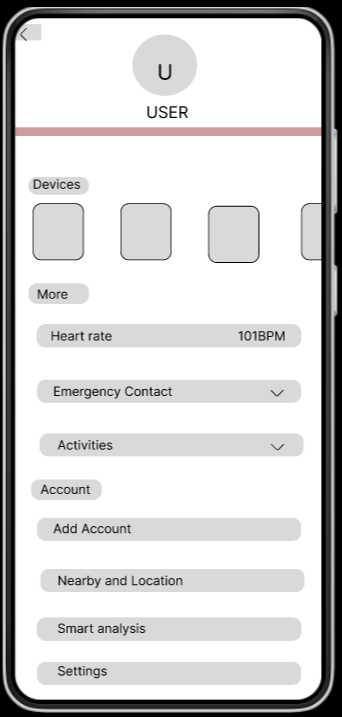 U
USER
Devices
More
Heart rate 101BPM
Emergency Contact
Activities
Account
Add Account
Nearby and Location
Smart analysis
Settings